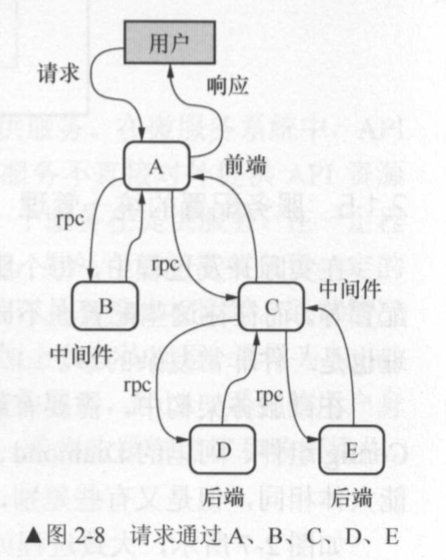 用户
请求
响应
A
前端
rpc
rpc
B
C
中间件
中间件
rpc
rpc
D
E
后端
后端
▲图 2-8 请求通过 A、B、C、D、E